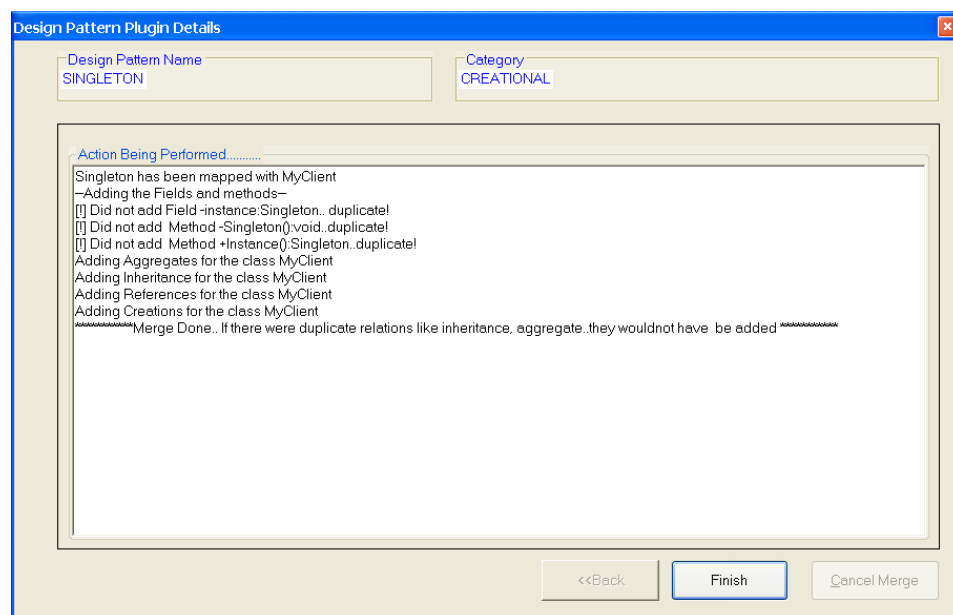 Design Pattern Plugin Details
Design Pattern Name
SINGLETON
Category
CREATIONAL
Action Being Performed...........
Singleton has been mapped with MyClient
--Adding the Fields and methods--
[!] Did not add Field -instance:Singleton.. duplicate!
[!] Did not add  Method -Singleton():void..duplicate!
[!] Did not add  Method +Instance():Singleton..duplicate!
Adding Aggregates for the class MyClient
Adding Inheritance for the class MyClient
Adding References for the class MyClient
Adding Creations for the class MyClient
************Merge Done.. If there were duplicate relations like inheritance, aggregate..they wouldnot have  be added ************
<<Back
Finish
Cancel Merge